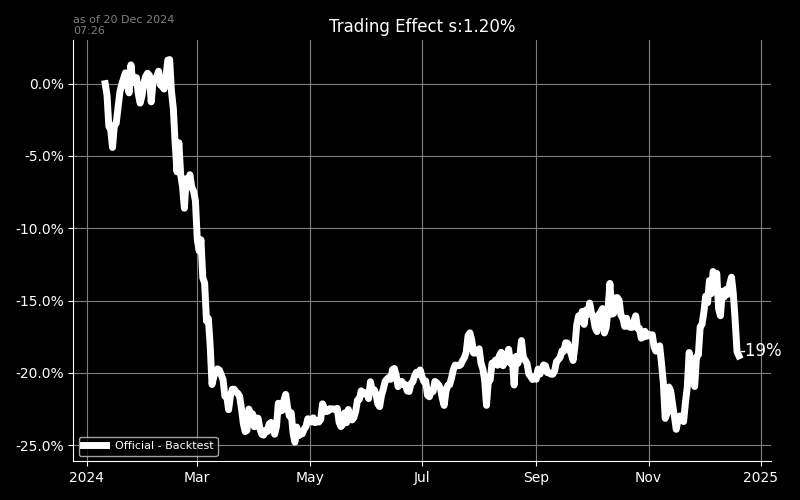 as of 20 Dec 2024
07:26
Trading Effect s:1.20%
0.0%
-5.0%
-10.0%
-15.0%
-20.0%
-25.0%
-19%
Official - Backtest
2024 Mar May Jul Sep Nov 2025